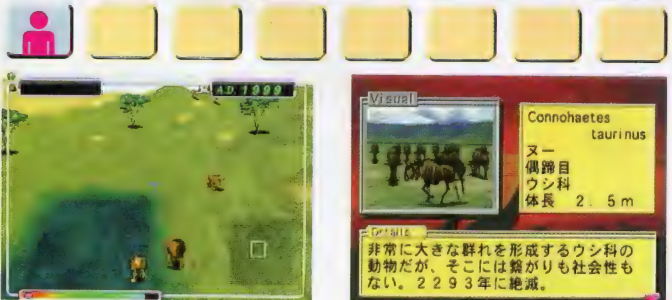 A.D. 1999
Visual
Connohaetes
taurinus
ヌー
偶蹄目
ウシ科
体長 2.5m
Details
非常に大きな群れを形成するウシ科の
動物だが、そこには繋がりも社会性も
ない。2293年に絶滅。